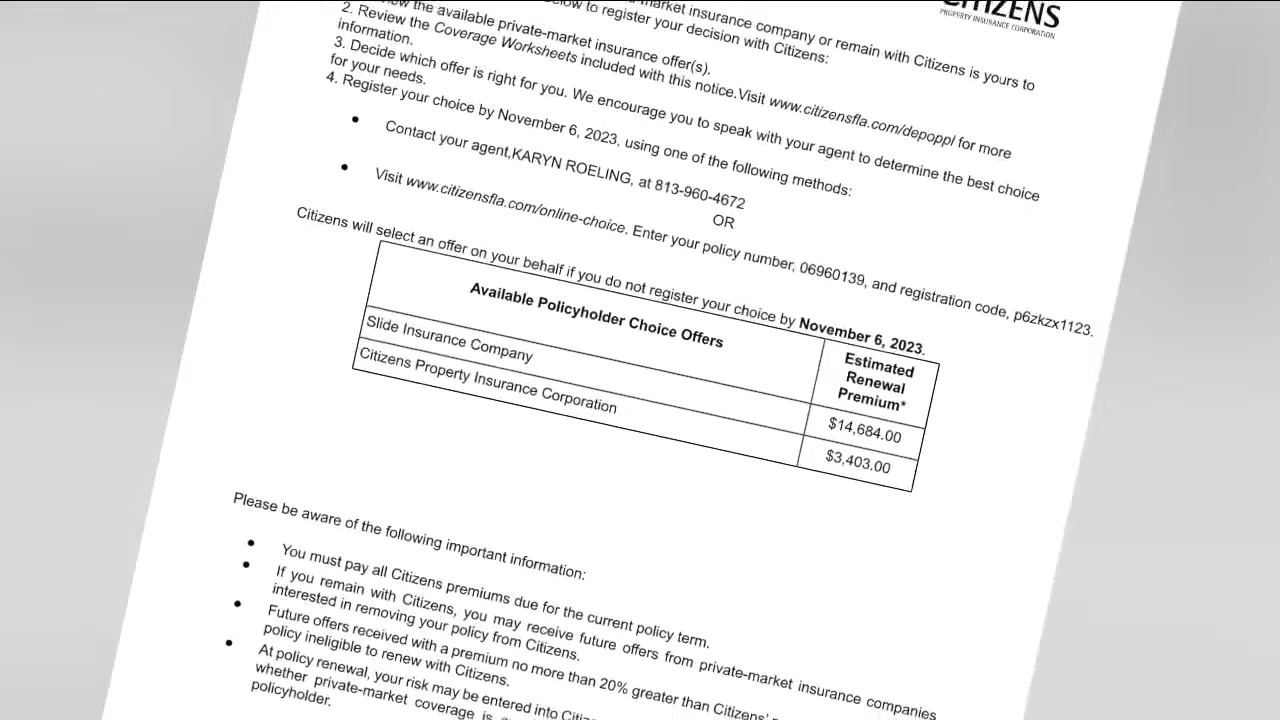 CITIZENS
PROPERTY INSURANCE CORPORATION
market insurance company or remain with Citizens is yours to
below to register your decision with Citizens:
the available private-market insurance offer(s).
2. Review the Coverage Worksheets included with this notice.Visit www.citizensfla.com/depoppl for more
information.
3. Decide which offer is right for you. We encourage you to speak with your agent to determine the best choice
for your needs.
4. Register your choice by November 6, 2023, using one of the following methods:
• Contact your agent,KARYN ROELING, at 813-960-4672
OR
• Visit www.citizensfla.com/online-choice. Enter your policy number, 06960139, and registration code, p6zkzx1123.
Citizens will select an offer on your behalf if you do not register your choice by November 6, 2023.
Available Policyholder Choice Offers
Estimated
Renewal
Premium*
Slide Insurance Company
$14,684.00
Citizens Property Insurance Corporation
$3,403.00
Please be aware of the following important information:
• You must pay all Citizens premiums due for the current policy term.
• If you remain with Citizens, you may receive future offers from private-market insurance companies
interested in removing your policy from Citizens.
• Future offers received with a premium no more than 20% greater than Citizens'
policy ineligible to renew with Citizens.
• At policy renewal, your risk may be entered into
whether private-market coverage is
policyholder.